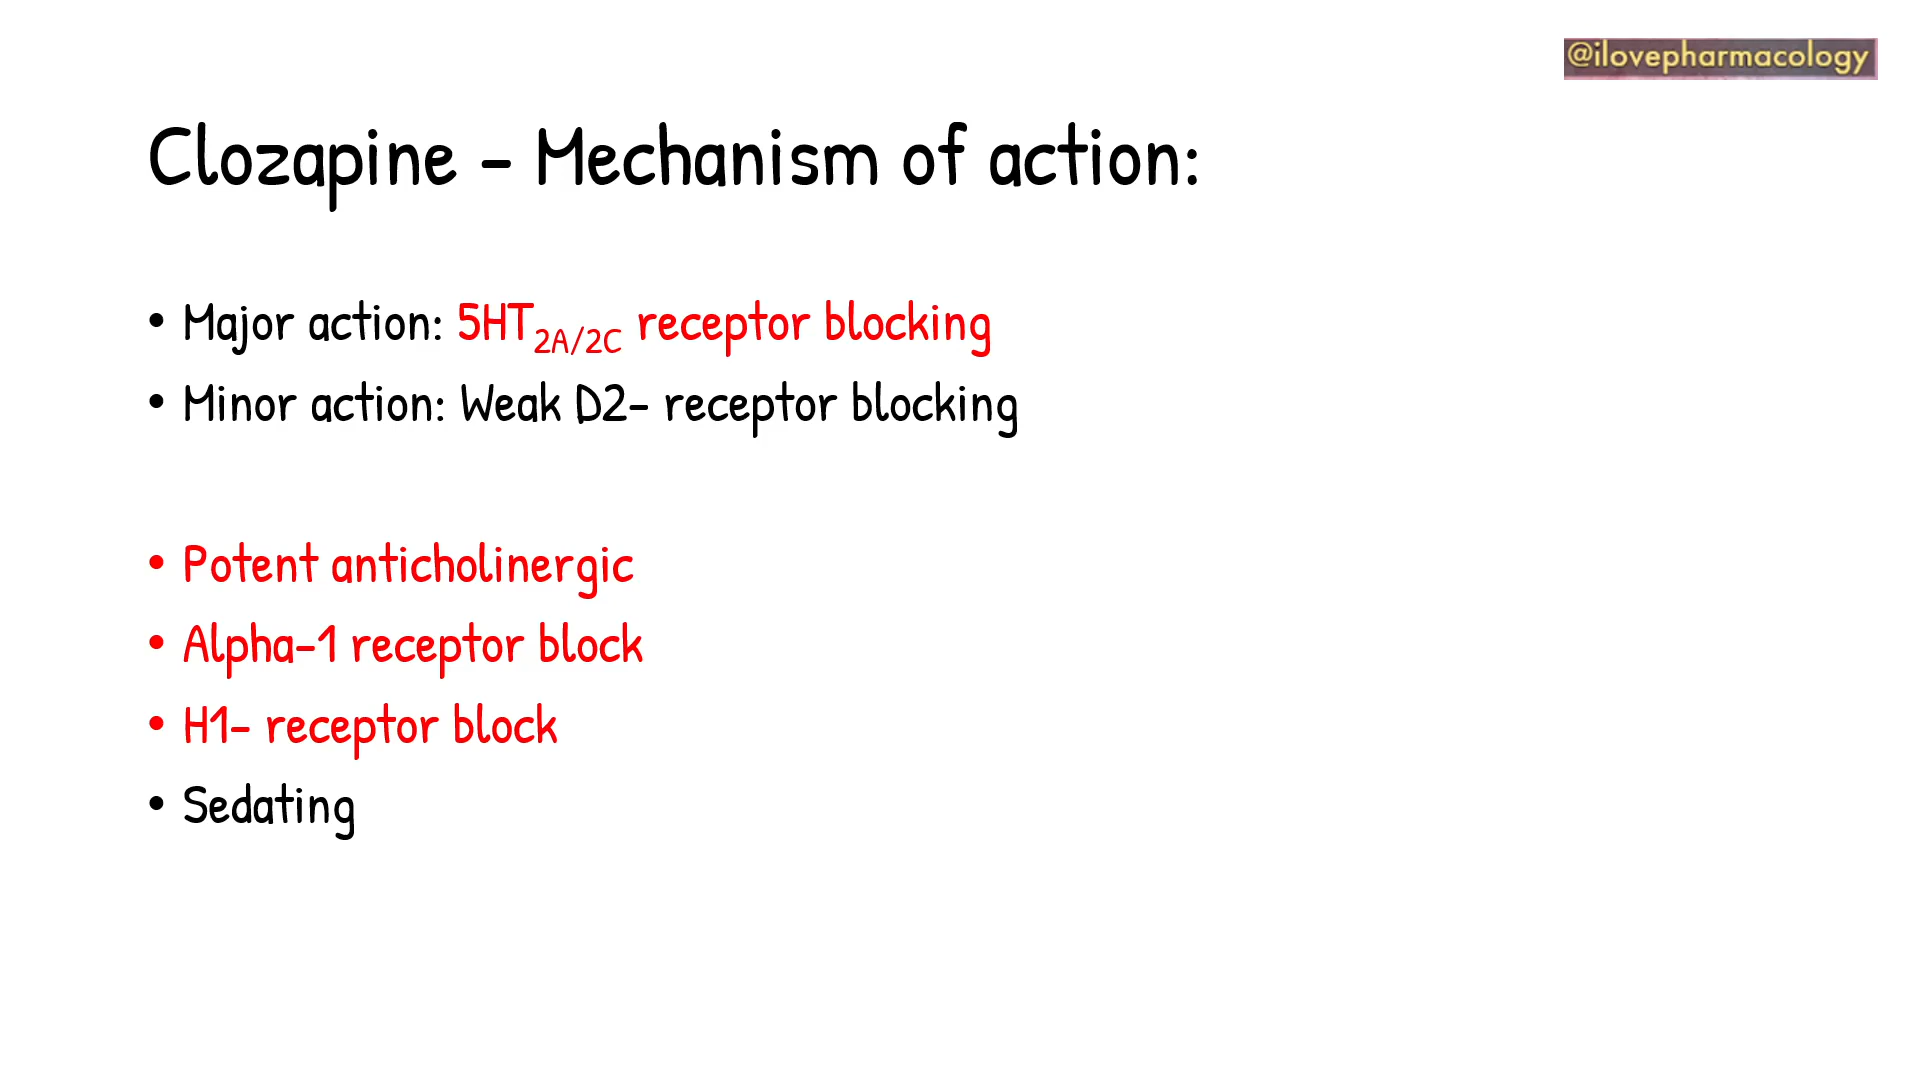 @ilovepharmacology
Clozapine - Mechanism of action:
• Major action: 5HT2A/2C receptor blocking
• Minor action: Weak D2- receptor blocking
• Potent anticholinergic
• Alpha-1 receptor block
• H1- receptor block
• Sedating